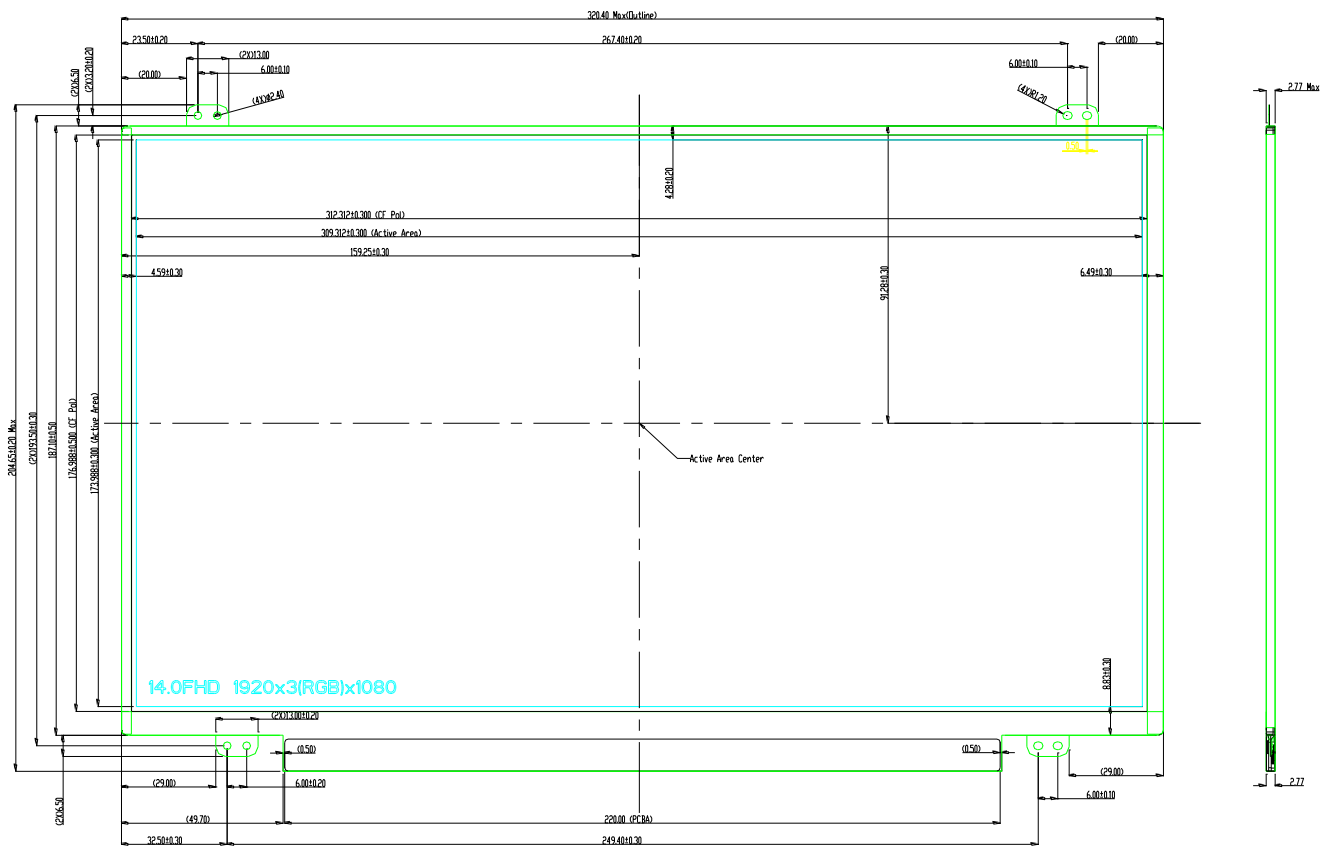 320.40 Max(Outline)
23.50±0.20
267.40±0.20
(20.00)
(2X)13.00
6.00±0.10
6.00±0.10
2.77 Max
(20.00)
(2X)6.50
(2X)3.20±0.20
(4X)ø2.40
(4X)R1.20
4.28±0.20
312.312±0.300 (CF Pol)
309.312±0.300 (Active Area)
159.25±0.30
4.59±0.30
6.49±0.30
91.28±0.30
204.65±0.20 Max
(2X)193.50±0.30
187.10±0.50
176.988±0.500 (CF Pol)
173.988±0.300 (Active Area)
Active Area Center
8.83±0.30
14.0FHD 1920x3(RGB)x1080
(2X)13.00±0.20
(0.50)
(0.50)
(29.00)
6.00±0.20
(29.00)
2.77
(2X)6.50
6.00±0.10
(49.70)
220.00 (PCBA)
32.50±0.30
249.40±0.30